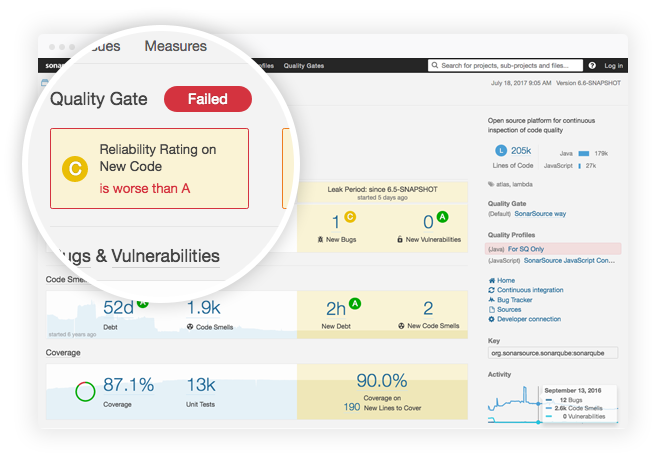 Measures
Quality Gates
Search for projects, sub-projects and files...
?
Log in
Quality Gate
Failed
July 18, 2017 9:05 AM Version 6.6-SNAPSHOT
C
Reliability Rating on
New Code
is worse than A
Bugs & Vulnerabilities
Leak Period: since 6.5-SNAPSHOT
started 5 days ago
1 C
New Bugs
0 A
New Vulnerabilities
Code Smells
52d A
Debt
1.9k
Code Smells
started 6 years ago
2h A
New Debt
2
New Code Smells
Coverage
87.1%
Coverage
13k
Unit Tests
90.0%
Coverage on
190 New Lines to Cover
Open source platform for continuous
inspection of code quality
L 205k
Lines of Code
Java 179k
JavaScript 27k
atlas, lambda
Quality Gate
(Default) SonarSource way
Quality Profiles
(Java) For SQ Only
(JavaScript) SonarSource JavaScript Con...
Home
Continuous integration
Bug Tracker
Sources
Developer connection
Key
org.sonarsource.sonarqube:sonarqube
Activity
September 13, 2016
12 Bugs
2.6k Code Smells
0 Vulnerabilities